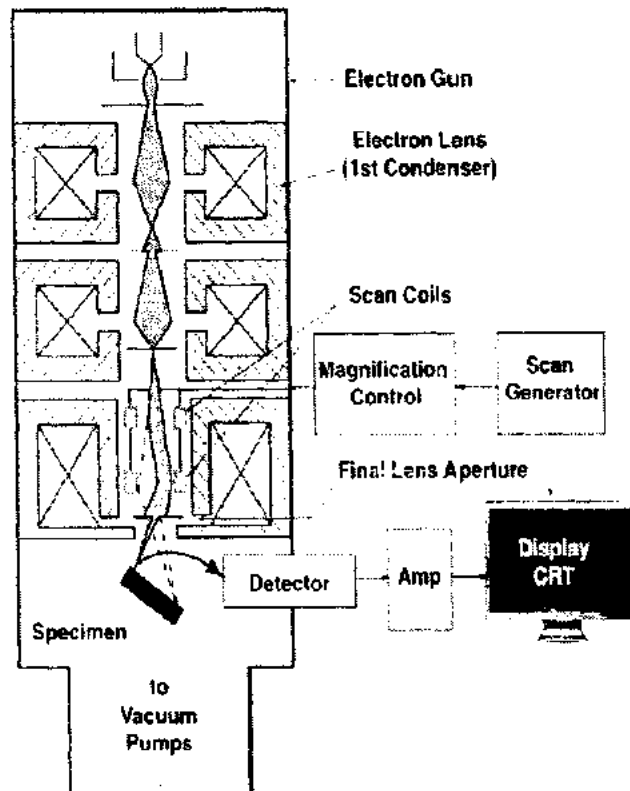 Electron Gun
Electron Lens
(1st Condenser)
Scan Coils
Magnification
Control
Scan
Generator
Final Lens Aperture
Display
CRT
Amp
Detector
Specimen
to
Vacuum
Pumps